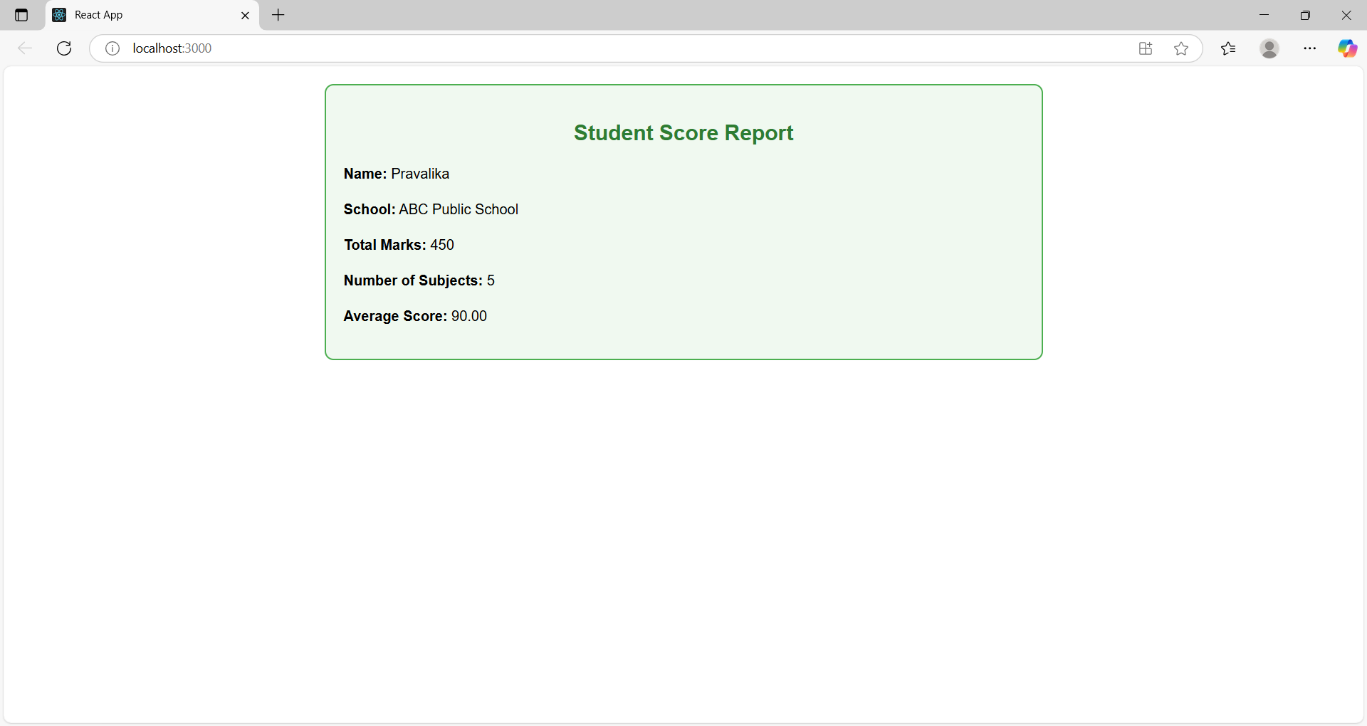 React App
localhost:3000
Student Score Report
Name: Pravalika
School: ABC Public School
Total Marks: 450
Number of Subjects: 5
Average Score: 90.00